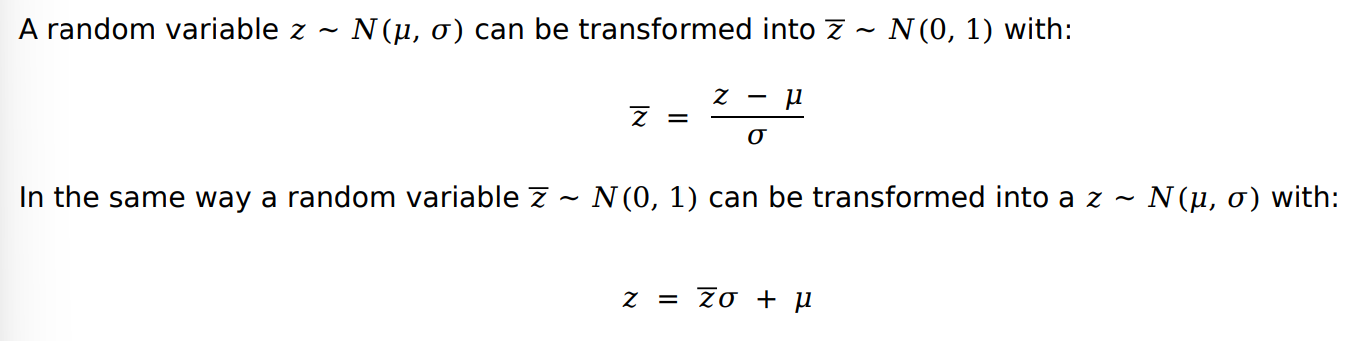 A random variable z ~ N(μ, σ) can be transformed into z̅ ~ N(0, 1) with:
z̅ = (z − μ) / σ
In the same way a random variable z̅ ~ N(0, 1) can be transformed into a z ~ N(μ, σ) with:
z = z̅σ + μ